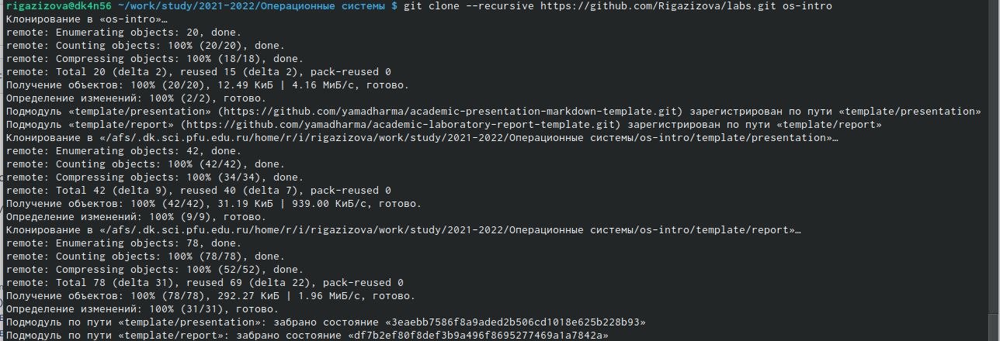 rigazizova@dk4n56 ~/work/study/2021-2022/Операционные системы $ git clone --recursive https://github.com/Rigazizova/labs.git os-intro
Клонирование в «os-intro»…
remote: Enumerating objects: 20, done.
remote: Counting objects: 100% (20/20), done.
remote: Compressing objects: 100% (18/18), done.
remote: Total 20 (delta 2), reused 15 (delta 2), pack-reused 0
Получение объектов: 100% (20/20), 12.49 КиБ | 4.16 МиБ/с, готово.
Определение изменений: 100% (2/2), готово.
Подмодуль «template/presentation» (https://github.com/yamadharma/academic-presentation-markdown-template.git) зарегистрирован по пути «template/presentation»
Подмодуль «template/report» (https://github.com/yamadharma/academic-laboratory-report-template.git) зарегистрирован по пути «template/report»
Клонирование в «/afs/.dk.sci.pfu.edu.ru/home/r/i/rigazizova/work/study/2021-2022/Операционные системы/os-intro/template/presentation»…
remote: Enumerating objects: 42, done.
remote: Counting objects: 100% (42/42), done.
remote: Compressing objects: 100% (34/34), done.
remote: Total 42 (delta 9), reused 40 (delta 7), pack-reused 0
Получение объектов: 100% (42/42), 31.19 КиБ | 939.00 КиБ/с, готово.
Определение изменений: 100% (9/9), готово.
Клонирование в «/afs/.dk.sci.pfu.edu.ru/home/r/i/rigazizova/work/study/2021-2022/Операционные системы/os-intro/template/report»…
remote: Enumerating objects: 78, done.
remote: Counting objects: 100% (78/78), done.
remote: Compressing objects: 100% (52/52), done.
remote: Total 78 (delta 31), reused 69 (delta 22), pack-reused 0
Получение объектов: 100% (78/78), 292.27 КиБ | 1.96 МиБ/с, готово.
Определение изменений: 100% (31/31), готово.
Подмодуль по пути «template/presentation»: забрано состояние «3eaebb7586f8a9aded2b506cd1018e625b228b93»
Подмодуль по пути «template/report»: забрано состояние «df7b2ef80f8def3b9a496f8695277469a1a7842a»